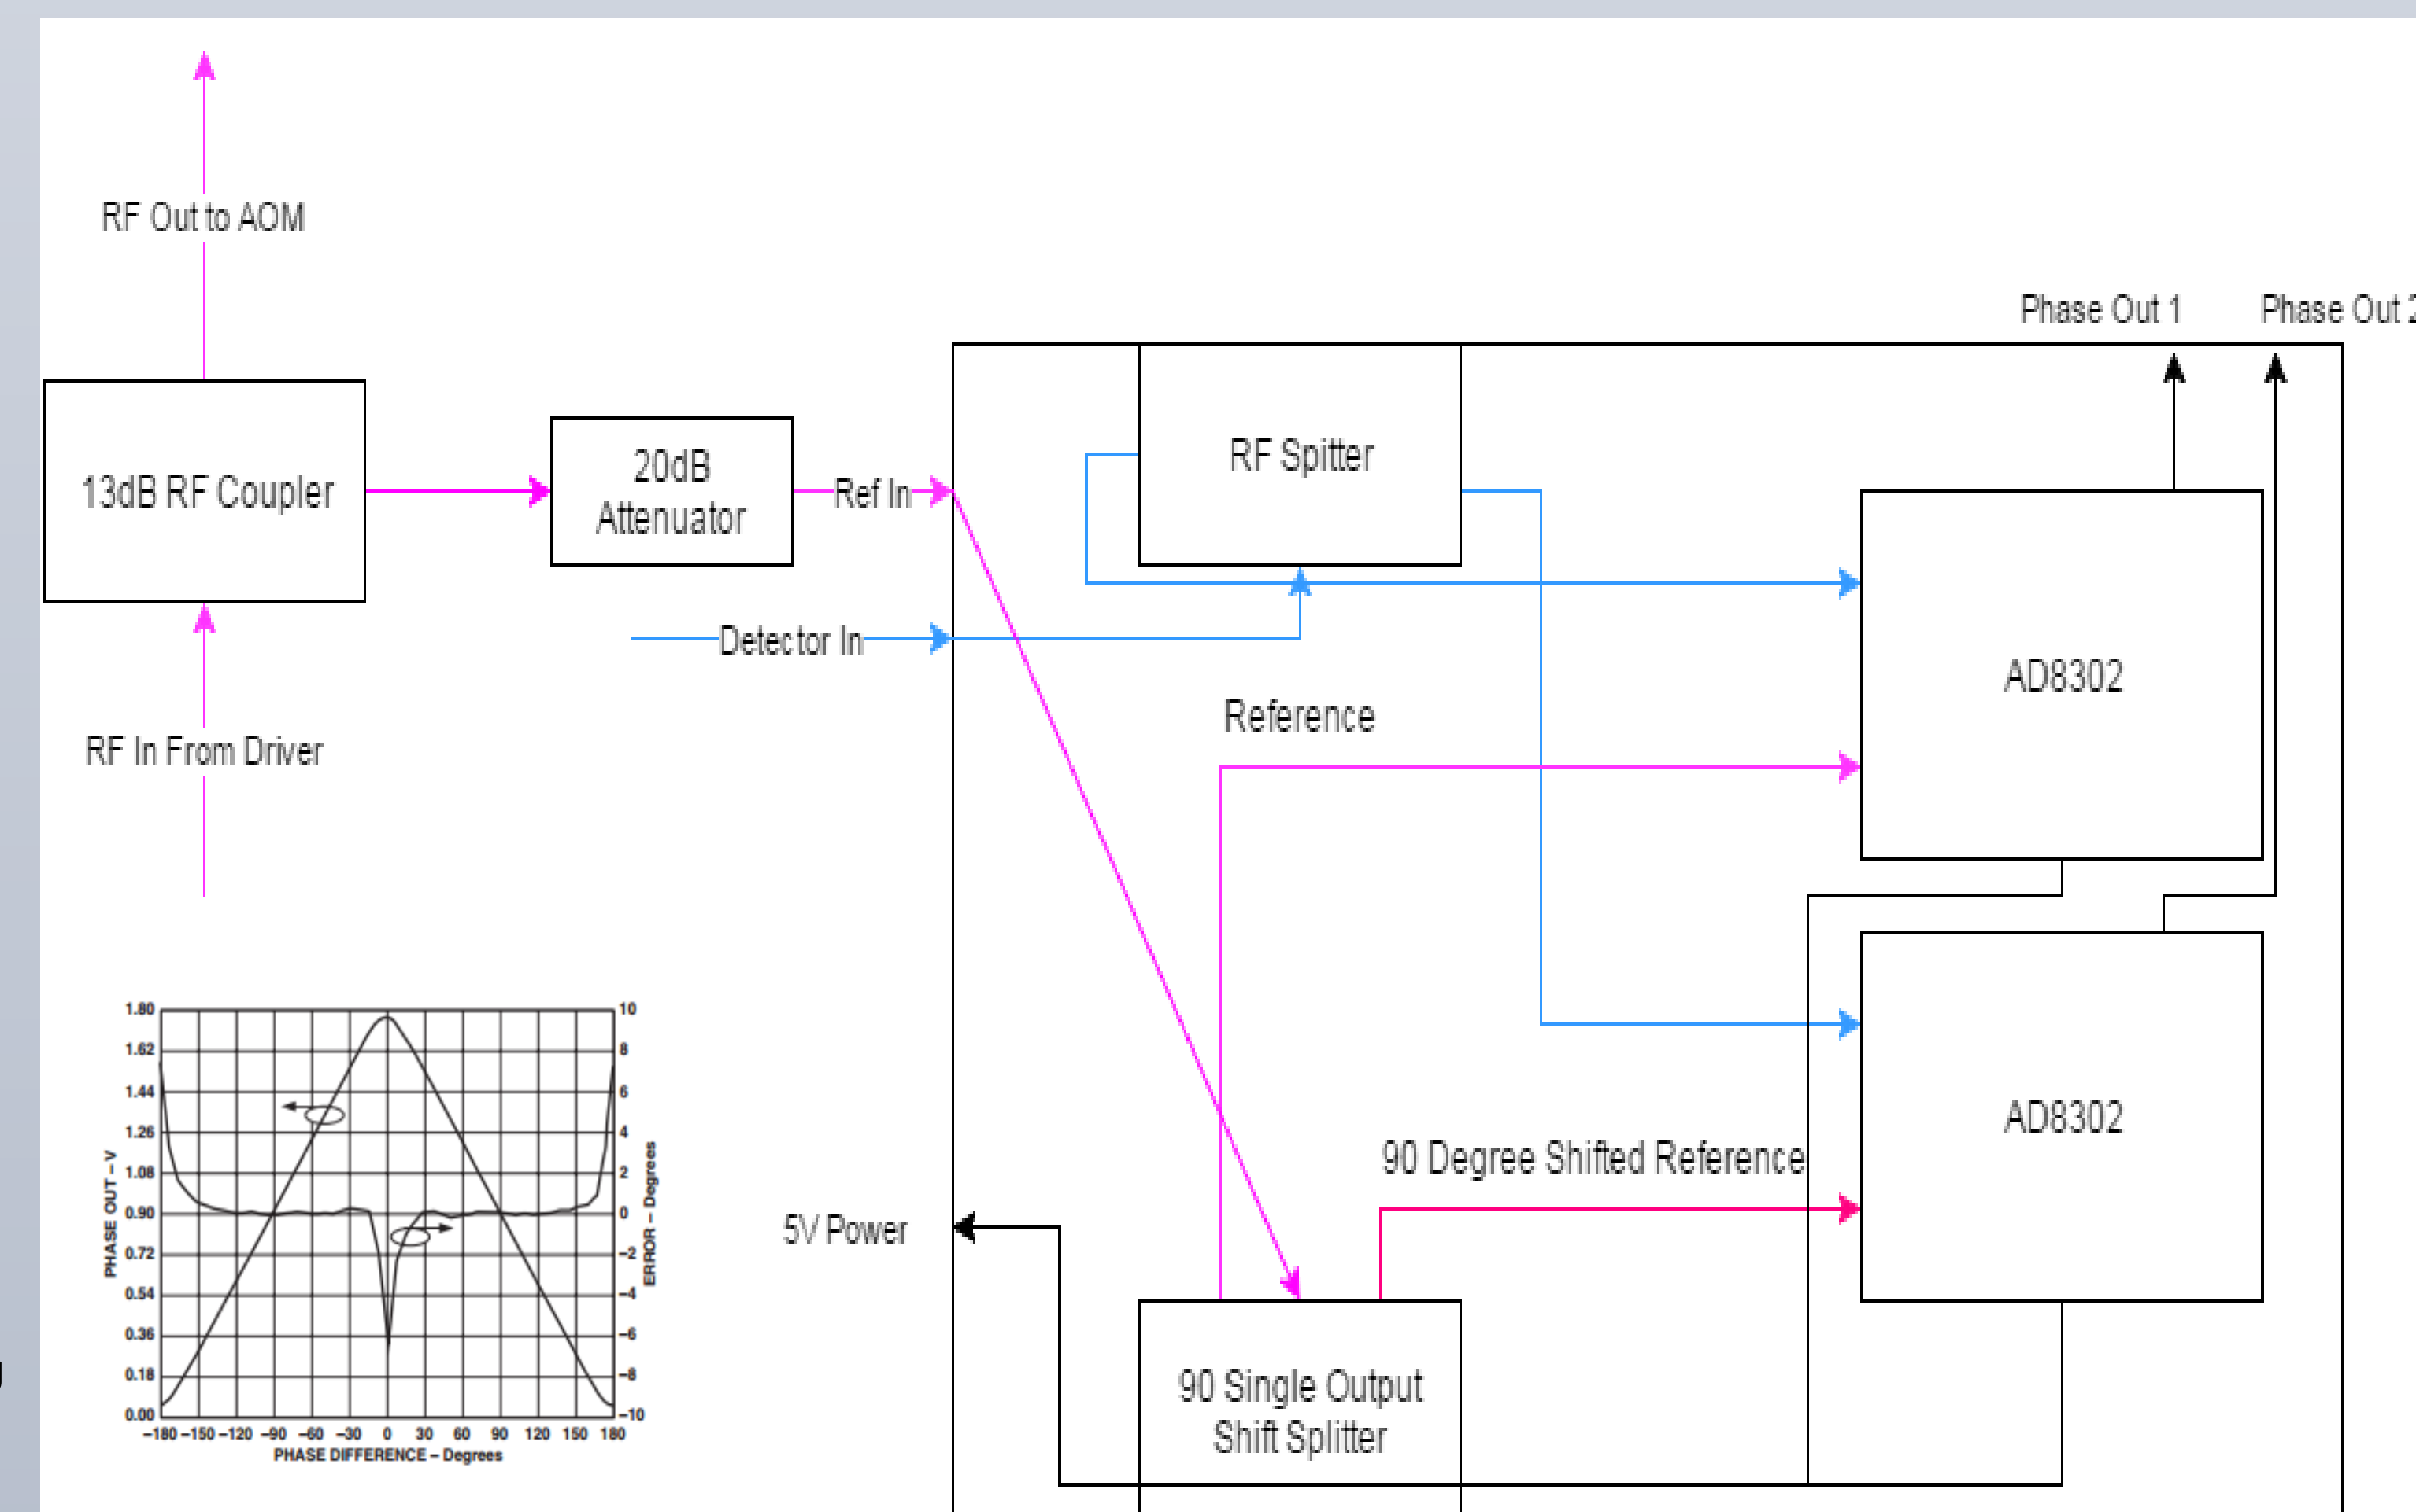 RF Out to AOM
Phase Out 1
Phase Out 2
13dB RF Coupler
20dB
Attenuator
Ref In
RF Spitter
Detector In
AD8302
Reference
RF In From Driver
AD8302
90 Degree Shifted Reference
5V Power
90 Single Output
Shift Splitter
PHASE OUT – V
1.80
1.62
1.44
1.26
1.08
0.90
0.72
0.54
0.36
0.18
0.00
10
8
6
4
2
0
–2
–4
–6
–8
–10
ERROR – Degrees
–180 –150 –120 –90 –60 –30 0 30 60 90 120 150 180
PHASE DIFFERENCE – Degrees